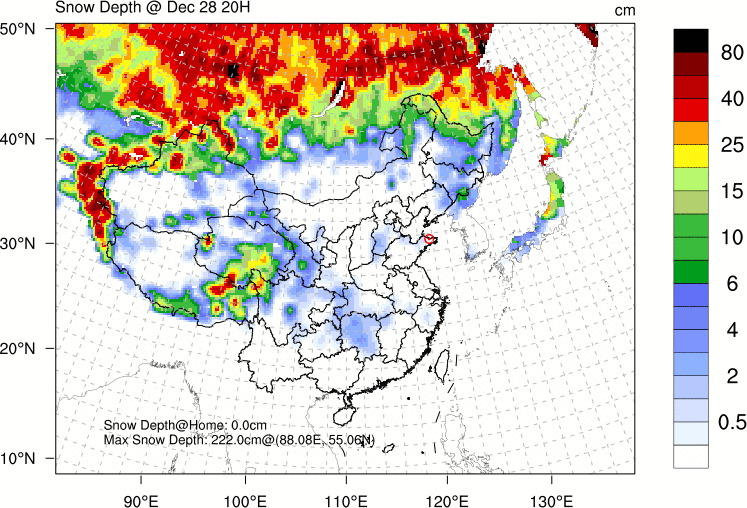 Snow Depth @ Dec 28 20H
cm
50°N
40°N
30°N
20°N
10°N
90°E
100°E
110°E
120°E
130°E
Snow Depth@Home: 0.0cm
Max Snow Depth: 222.0cm@(88.08E, 55.06N)
80
40
25
15
10
6
4
2
0.5